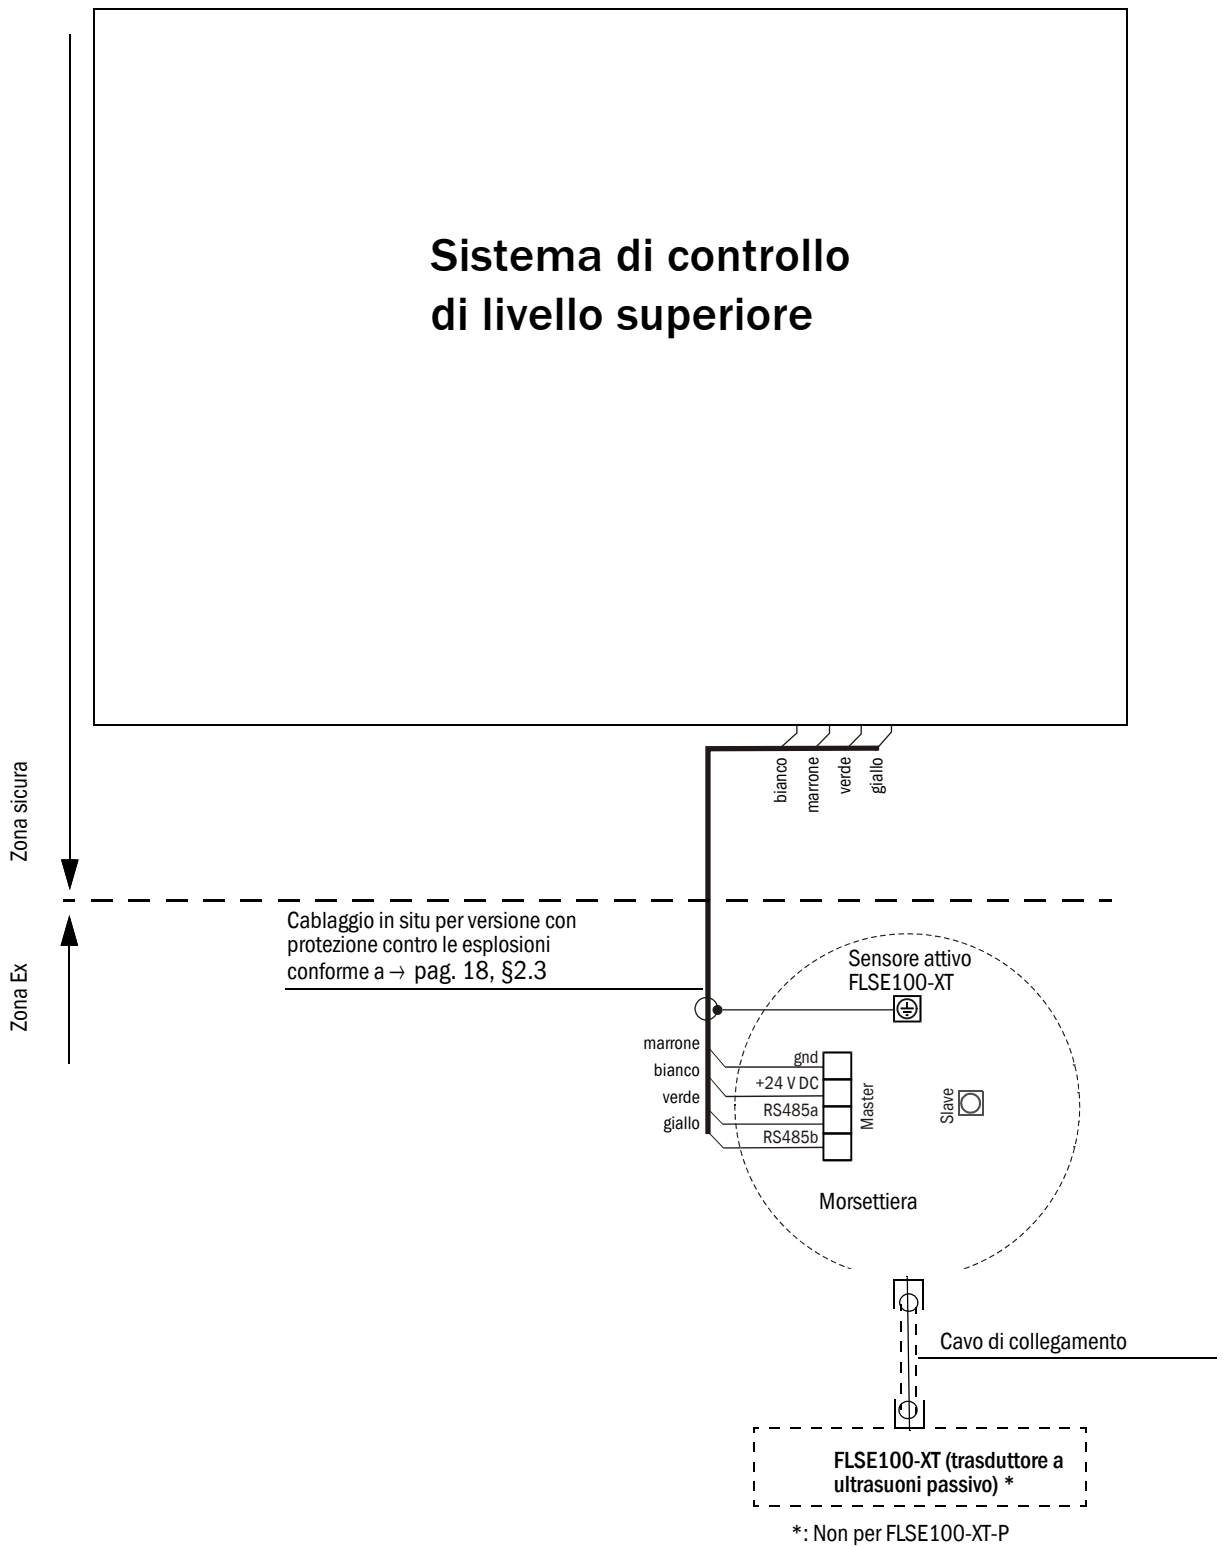 Sistema di controllo
di livello superiore
bianco
marrone
verde
giallo
Zona sicura
Zona Ex
Cablaggio in situ per versione con
protezione contro le esplosioni
conforme a → pag. 18, §2.3
Sensore attivo
FLSE100-XT
marrone
bianco
verde
giallo
gnd
+24 V DC
RS485a
RS485b
Master
Slave
Morsettiera
Cavo di collegamento
FLSE100-XT (trasduttore a
ultrasuoni passivo) *
*: Non per FLSE100-XT-P